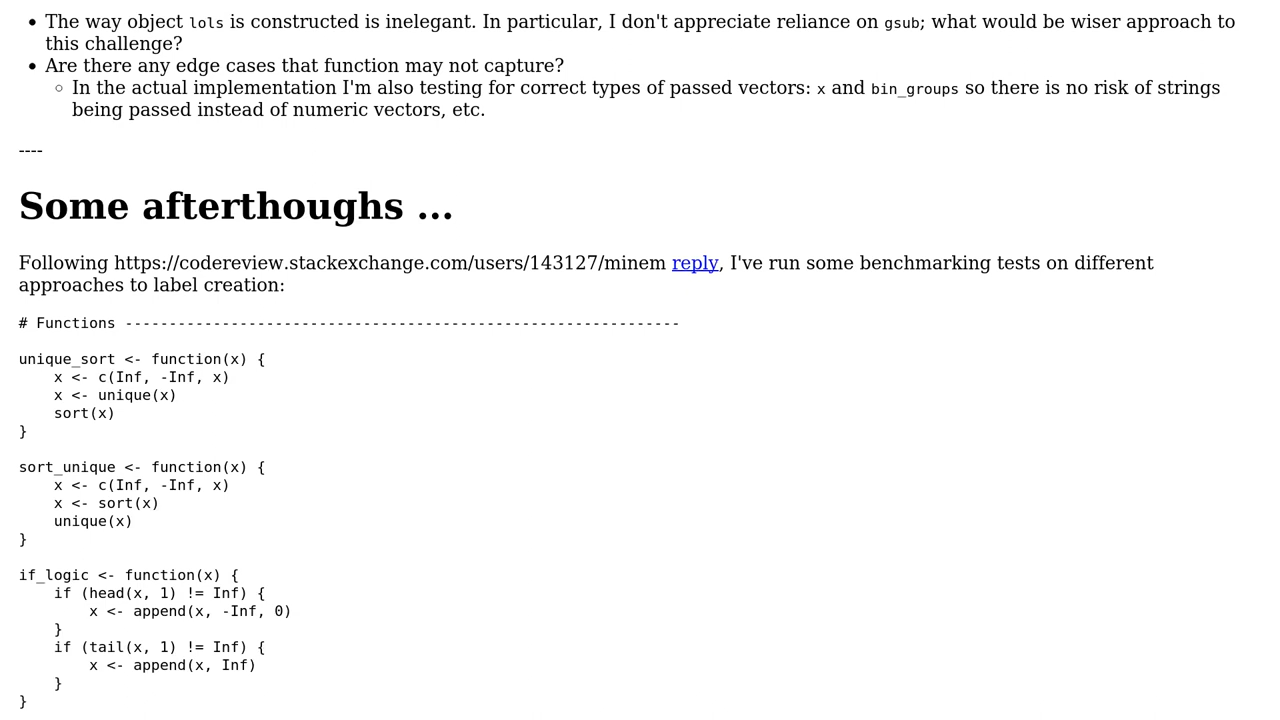 • The way object lols is constructed is inelegant. In particular, I don't appreciate reliance on gsub; what would be wiser approach to
this challenge?
• Are there any edge cases that function may not capture?
◦ In the actual implementation I'm also testing for correct types of passed vectors: x and bin_groups so there is no risk of strings
being passed instead of numeric vectors, etc.
----
Some afterthoughs ...
Following https://codereview.stackexchange.com/users/143127/minem reply, I've run some benchmarking tests on different
approaches to label creation:
# Functions ---------------------------------------------------------------
unique_sort <- function(x) {
    x <- c(Inf, -Inf, x)
    x <- unique(x)
    sort(x)
}
sort_unique <- function(x) {
    x <- c(Inf, -Inf, x)
    x <- sort(x)
    unique(x)
}
if_logic <- function(x) {
    if (head(x, 1) != Inf) {
        x <- append(x, -Inf, 0)
    }
    if (tail(x, 1) != Inf) {
        x <- append(x, Inf)
    }
}